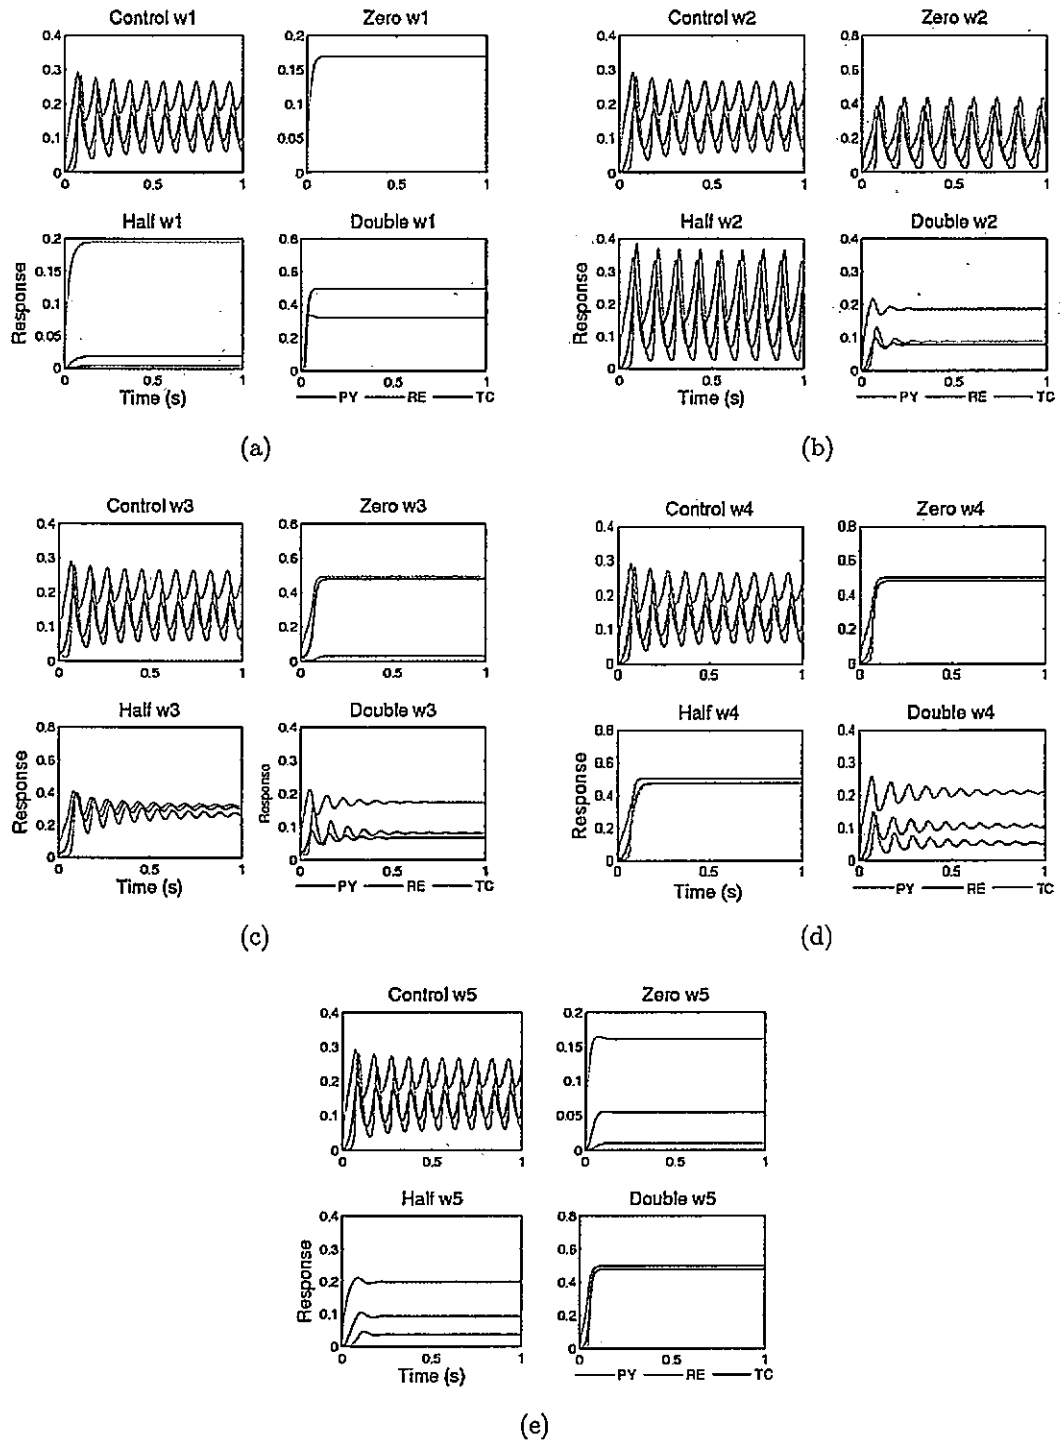 Control w1
Zero w1
Control w2
Zero w2
0.4
0.3
0.2
0.1
0
0 0.5 1
0.2
0.15
0.1
0.05
0
0 0.5 1
0.4
0.3
0.2
0.1
0
0 0.5 1
0.8
0.6
0.4
0.2
0
0 0.5 1
Half w1
Double w1
Half w2
Double w2
Response
0.2
0.15
0.1
0.05
0
0 0.5 1
Time (s)
0.8
0.6
0.4
0.2
0
0 0.5 1
PY RE TC
Response
0.4
0.3
0.2
0.1
0
0 0.5 1
Time (s)
0.4
0.3
0.2
0.1
0
0 0.5 1
PY RE TC
(a)
(b)
Control w3
Zero w3
Control w4
Zero w4
0.4
0.3
0.2
0.1
0
0 0.5 1
0.8
0.6
0.4
0.2
0
0 0.5 1
0.4
0.3
0.2
0.1
0
0 0.5 1
0.8
0.6
0.4
0.2
0
0 0.5 1
Half w3
Double w3
Half w4
Double w4
Response
0.8
0.6
0.4
0.2
0
0 0.5 1
Time (s)
Response
0.4
0.3
0.2
0.1
0
0 0.5 1
PY RE TC
Response
0.8
0.6
0.4
0.2
0
0 0.5 1
Time (s)
0.4
0.3
0.2
0.1
0
0 0.5 1
PY RE TC
(c)
(d)
Control w5
Zero w5
0.4
0.3
0.2
0.1
0
0 0.5 1
0.2
0.15
0.1
0.05
0
0 0.5 1
Half w5
Double w5
Response
0.4
0.3
0.2
0.1
0
0 0.5 1
Time (s)
0.8
0.6
0.4
0.2
0
0 0.5 1
PY RE TC
(e)